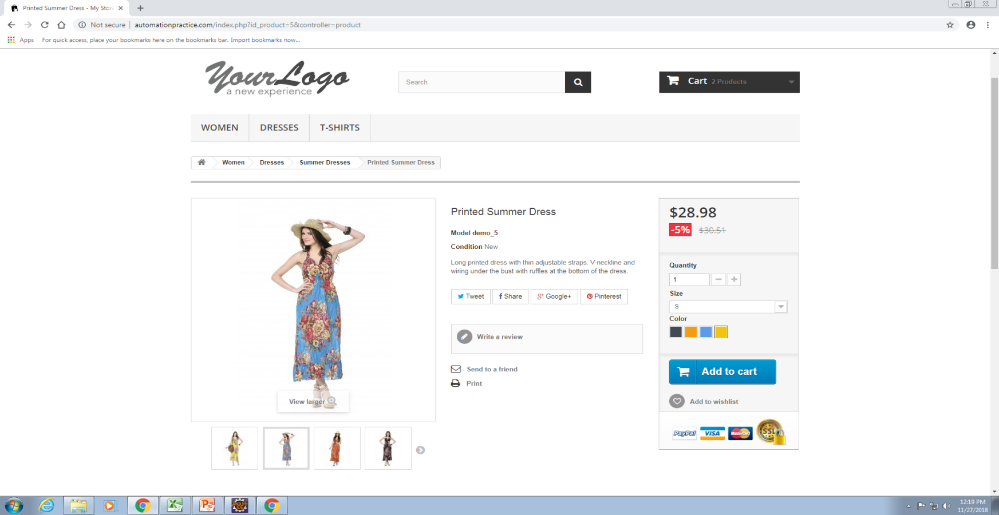 Printed Summer Dress - My Store
Not secure | automationpractice.com/index.php?id_product=5&controller=product
Apps For quick access, place your bookmarks here on the bookmarks bar. Import bookmarks now...
YourLogo
a new experience
Search
Cart 2 Products
WOMEN DRESSES T-SHIRTS
Women Dresses Summer Dresses Printed Summer Dress
Printed Summer Dress
Model demo_5
Condition New
Long printed dress with thin adjustable straps. V-neckline and
wiring under the bust with ruffles at the bottom of the dress.
Tweet Share Google+ Pinterest
Write a review
Send to a friend
Print
View larger
$28.98
-5% $30.51
Quantity
1
Size
S
Color
Add to cart
Add to wishlist
PayPal VISA MasterCard SSL
12:19 PM
11/27/2018